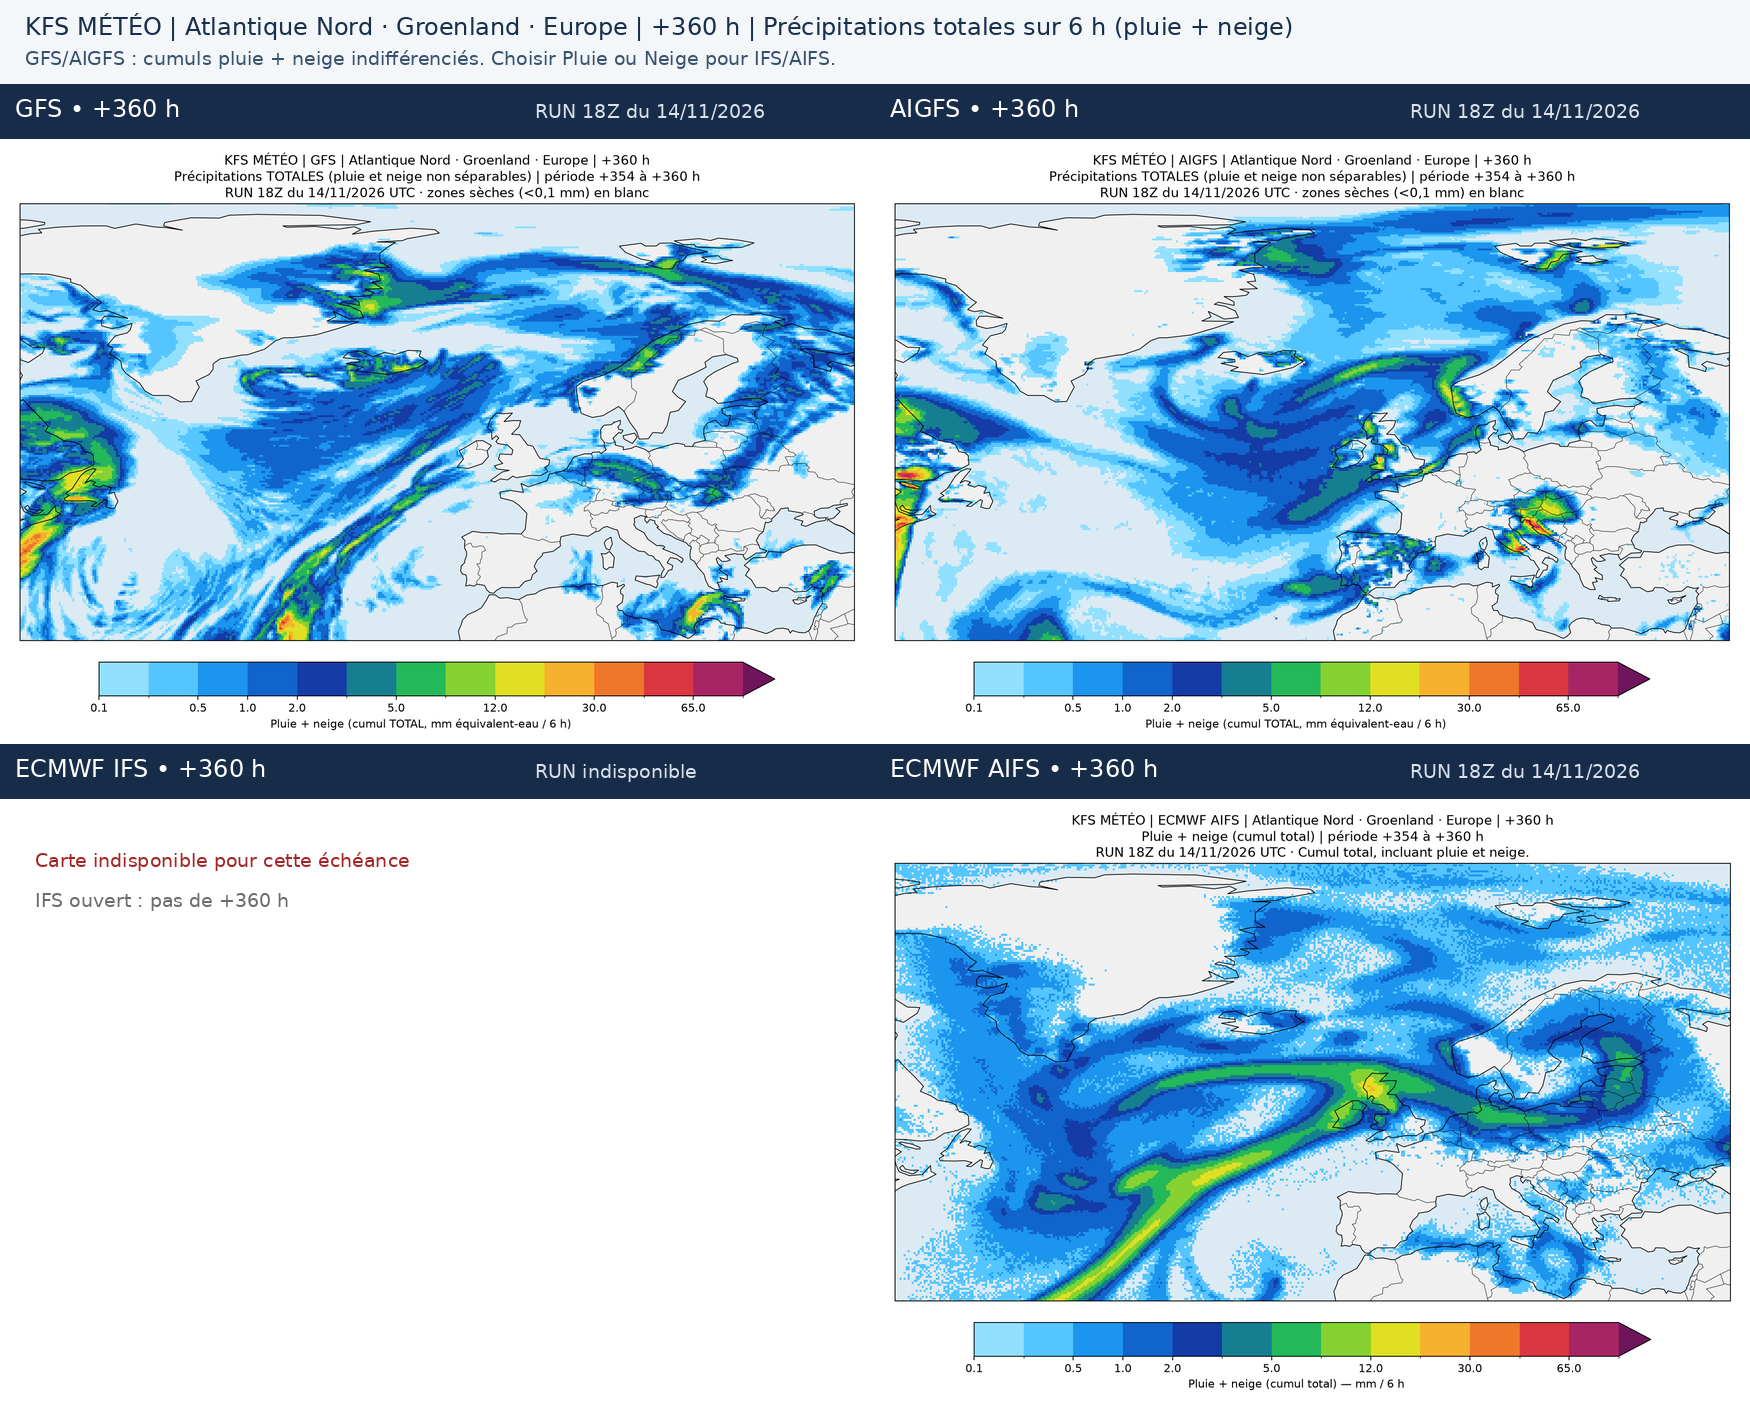 KFS MÉTÉO | Atlantique Nord · Groenland · Europe | +360 h | Précipitations totales sur 6 h (pluie + neige)
GFS/AIGFS : cumuls pluie + neige indifférenciés. Choisir Pluie ou Neige pour IFS/AIFS.
GFS • +360 h
RUN 18Z du 14/11/2026
KFS MÉTÉO | GFS | Atlantique Nord · Groenland · Europe | +360 h
Précipitations TOTALES (pluie et neige non séparables) | période +354 à +360 h
RUN 18Z du 14/11/2026 UTC · zones sèches (<0,1 mm) en blanc
0.1 0.5 1.0 2.0 5.0 12.0 30.0 65.0
Pluie + neige (cumul TOTAL, mm équivalent-eau / 6 h)
AIGFS • +360 h
RUN 18Z du 14/11/2026
KFS MÉTÉO | AIGFS | Atlantique Nord · Groenland · Europe | +360 h
Précipitations TOTALES (pluie et neige non séparables) | période +354 à +360 h
RUN 18Z du 14/11/2026 UTC · zones sèches (<0,1 mm) en blanc
0.1 0.5 1.0 2.0 5.0 12.0 30.0 65.0
Pluie + neige (cumul TOTAL, mm équivalent-eau / 6 h)
ECMWF IFS • +360 h
RUN indisponible
Carte indisponible pour cette échéance
IFS ouvert : pas de +360 h
ECMWF AIFS • +360 h
RUN 18Z du 14/11/2026
KFS MÉTÉO | ECMWF AIFS | Atlantique Nord · Groenland · Europe | +360 h
Pluie + neige (cumul total) | période +354 à +360 h
RUN 18Z du 14/11/2026 UTC · Cumul total, incluant pluie et neige.
0.1 0.5 1.0 2.0 5.0 12.0 30.0 65.0
Pluie + neige (cumul total) — mm / 6 h